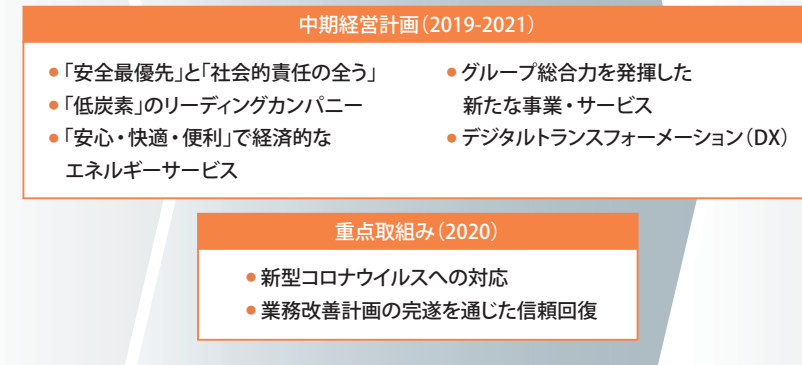 中期経営計画(2019-2021)
●「安全最優先」と「社会的責任の全う」
●「低炭素」のリーディングカンパニー
●「安心・快適・便利」で経済的な
エネルギーサービス
●グループ総合力を発揮した
新たな事業・サービス
●デジタルトランスフォーメーション(DX)
重点取組み(2020)
●新型コロナウイルスへの対応
●業務改善計画の完遂を通じた信頼回復